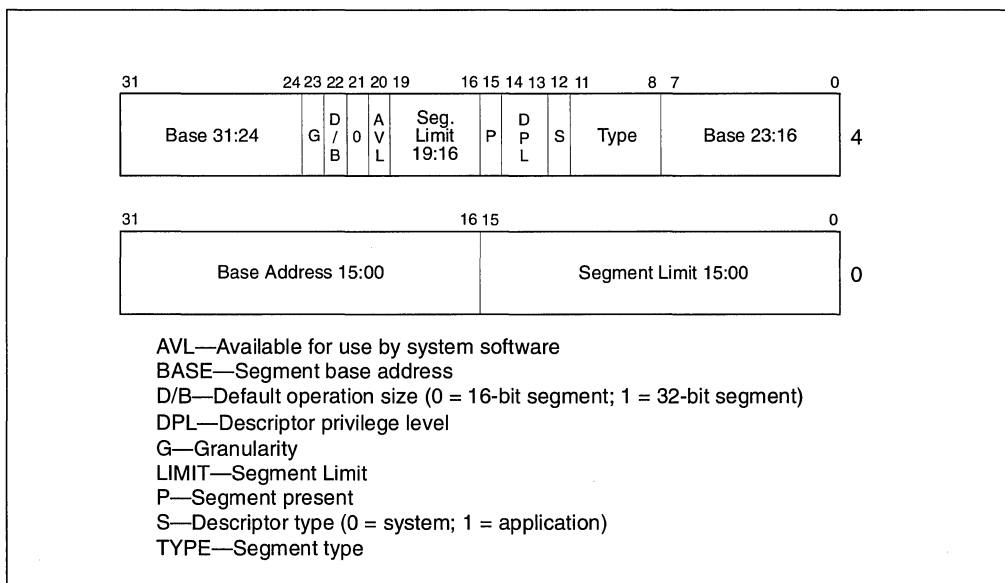 31 24 23 22 21 20 19 16 15 14 13 12 11 8 7 0
Base 31:24 G D/B 0 AVL Seg. Limit 19:16 P DPL S Type Base 23:16 4
31 16 15 0
Base Address 15:00 Segment Limit 15:00 0
AVL—Available for use by system software
BASE—Segment base address
D/B—Default operation size (0 = 16-bit segment; 1 = 32-bit segment)
DPL—Descriptor privilege level
G—Granularity
LIMIT—Segment Limit
P—Segment present
S—Descriptor type (0 = system; 1 = application)
TYPE—Segment type